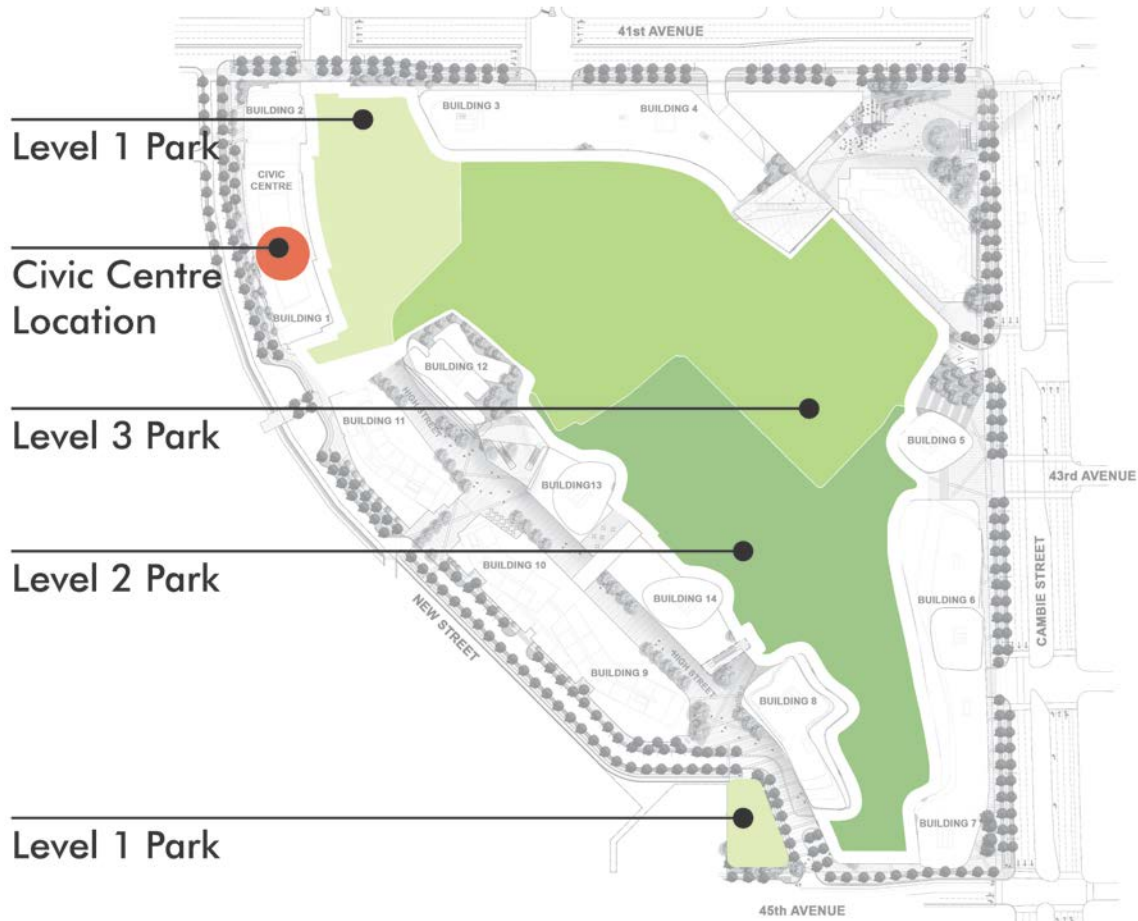 41st AVENUE
BUILDING 2
BUILDING 3
BUILDING 4
Level 1 Park
CIVIC
CENTRE
Civic Centre
Location
BUILDING 1
BUILDING 12
HIGH STREET
BUILDING 11
Level 3 Park
BUILDING 5
43rd AVENUE
BUILDING13
Level 2 Park
BUILDING 10
BUILDING 14
BUILDING 6
CAMBIE STREET
NEW STREET
HIGH STREET
BUILDING 9
BUILDING 8
Level 1 Park
BUILDING 7
45th AVENUE